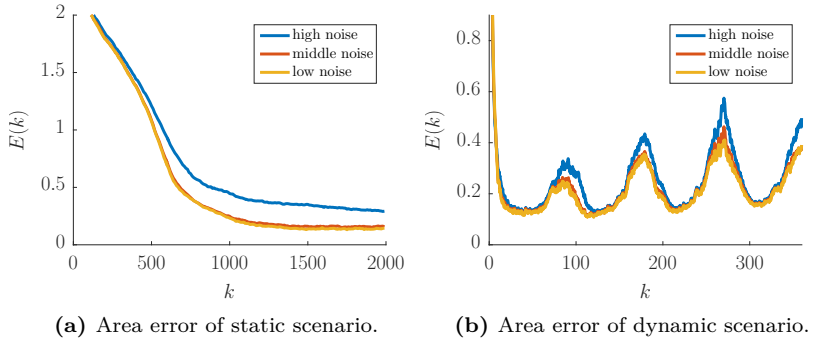 2
1.5
1
0.5
0
E(k)
0 500 1000 1500 2000
k
high noise
middle noise
low noise
(a) Area error of static scenario.
0.8
0.6
0.4
0.2
0
E(k)
0 100 200 300
k
high noise
middle noise
low noise
(b) Area error of dynamic scenario.